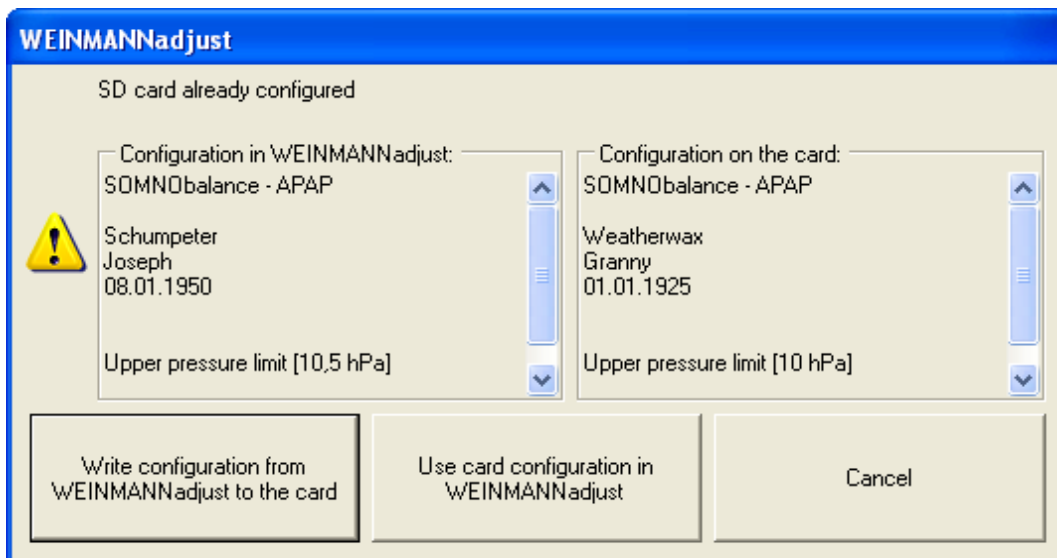 WEINMANNadjust
SD card already configured
Configuration in WEINMANNadjust:
SOMNObalance - APAP
Schumpeter
Joseph
08.01.1950
Upper pressure limit [10,5 hPa]
Configuration on the card:
SOMNObalance - APAP
Weatherwax
Granny
01.01.1925
Upper pressure limit [10 hPa]
Write configuration from
WEINMANNadjust to the card
Use card configuration in
WEINMANNadjust
Cancel